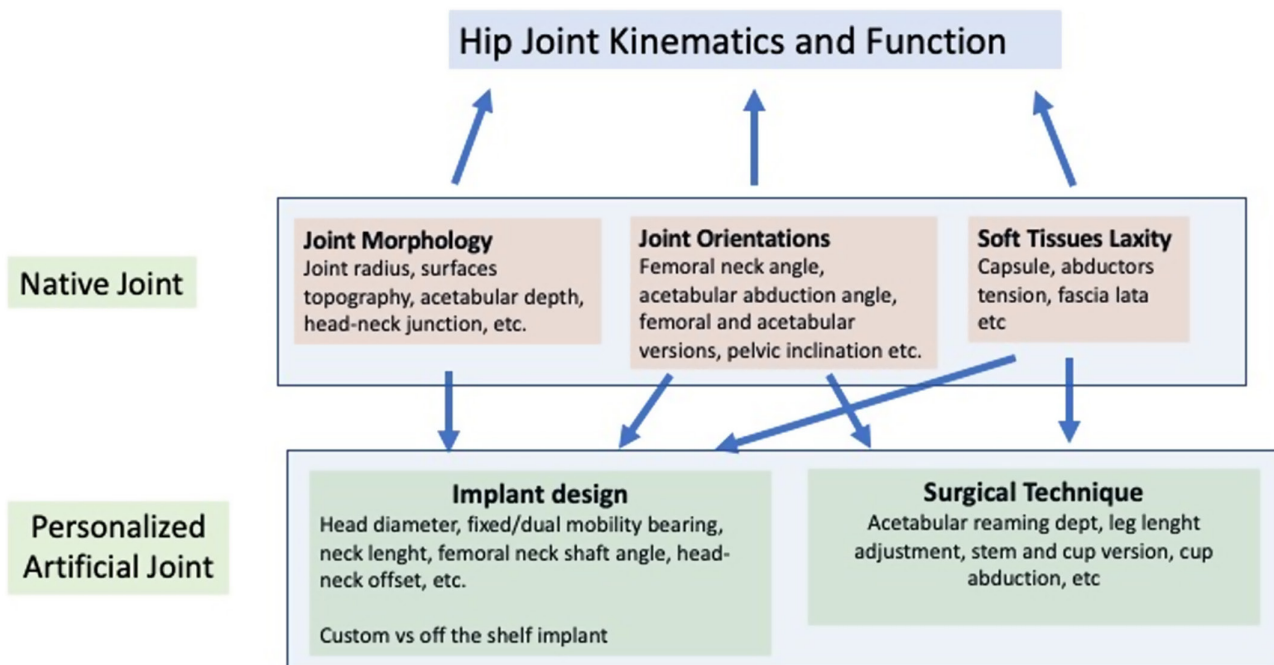 Hip Joint Kinematics and Function
Native Joint
Joint Morphology
Joint radius, surfaces
topography, acetabular depth,
head-neck junction, etc.
Joint Orientations
Femoral neck angle,
acetabular abduction angle,
femoral and acetabular
versions, pelvic inclination etc.
Soft Tissues Laxity
Capsule, abductors
tension, fascia lata
etc
Personalized
Artificial Joint
Implant design
Head diameter, fixed/dual mobility bearing,
neck lenght, femoral neck shaft angle, head-
neck offset, etc.
Custom vs off the shelf implant
Surgical Technique
Acetabular reaming dept, leg lenght
adjustment, stem and cup version, cup
abduction, etc